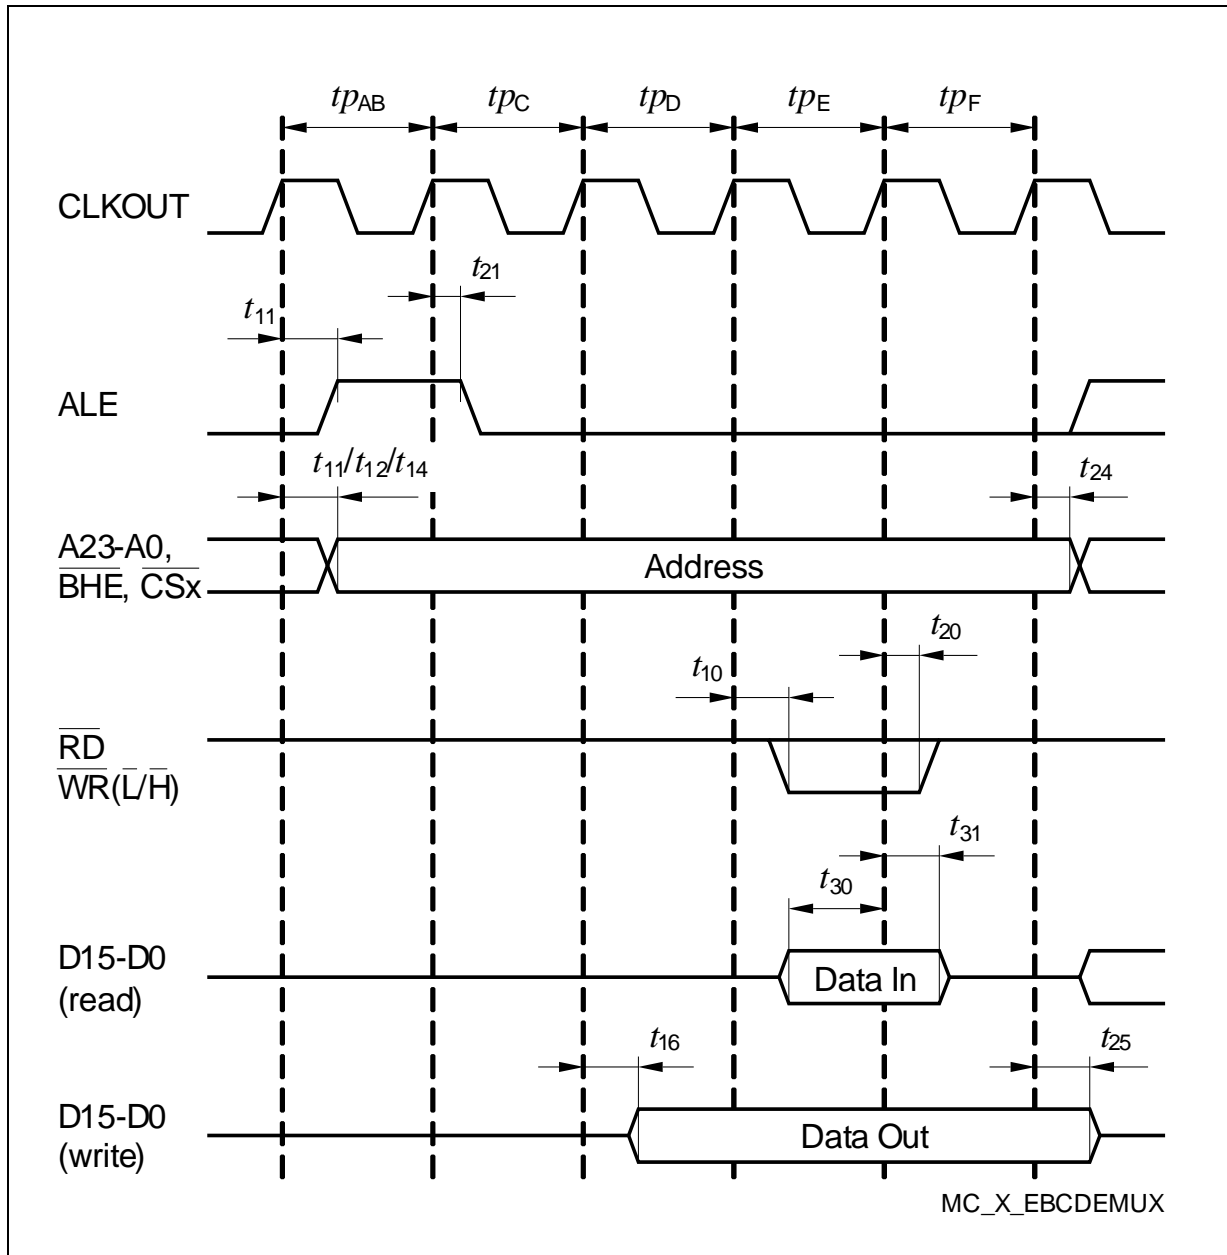 tpAB tpC tpD tpE tpF
CLKOUT
t21
t11
ALE
t11/t12/t14 t24
A23-A0,
BHE, CSx
Address
t20
t10
RD
WR(L/H)
t31
t30
D15-D0
(read)
Data In
t16 t25
D15-D0
(write)
Data Out
MC_X_EBCDEMUX